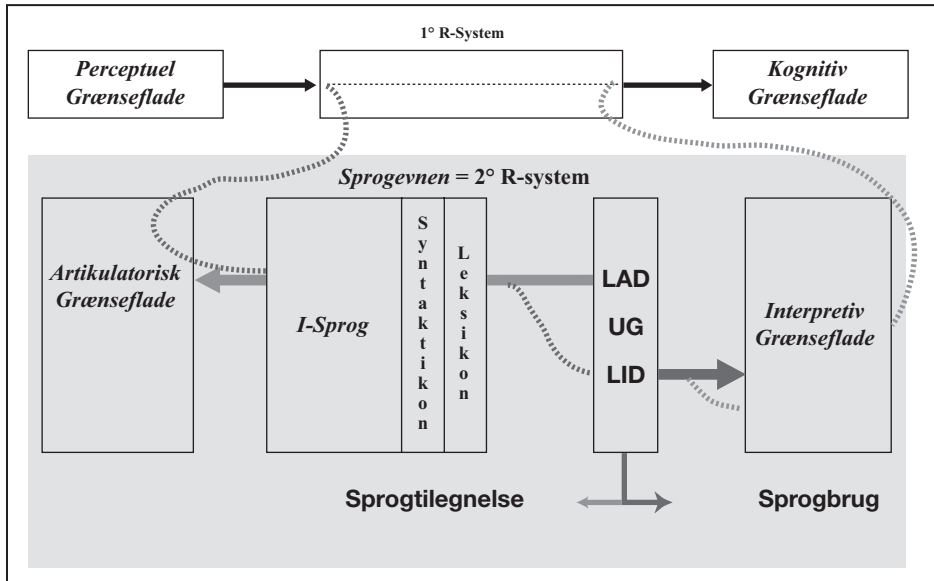 1° R-System
Perceptuel
Grænseflade
Kognitiv
Grænseflade
Sprogevnen = 2° R-system
Artikulatorisk
Grænseflade
I-Sprog
Syntaktikon
Leksikon
LAD
UG
LID
Interpretiv
Grænseflade
Sprogtilegnelse
Sprogbrug